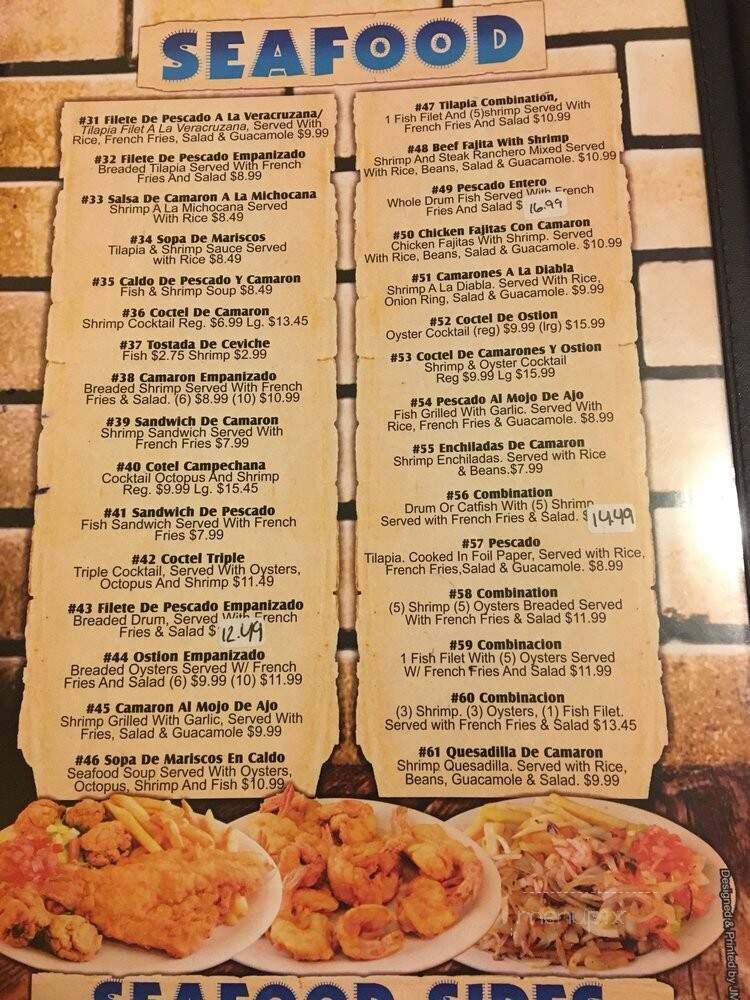 SEAFOOD
#31 Filete De Pescado A La Veracruzana/
Tilapia Filet A La Veracruzana, Served With
Rice, French Fries, Salad & Guacamole $9.99
#32 Filete De Pescado Empanizado
Breaded Tilapia Served With French
Fries And Salad $8.99
#33 Salsa De Camaron A La Michocana
Shrimp A La Michocana Served
With Rice $8.49
#34 Sopa De Mariscos
Tilapia & Shrimp Sauce Served
with Rice $8.49
#35 Caldo De Pescado Y Camaron
Fish & Shrimp Soup $8.49
#36 Coctel De Camaron
Shrimp Cocktail Reg. $6.99 Lg. $13.45
#37 Tostada De Ceviche
Fish $2.75 Shrimp $2.99
#38 Camaron Empanizado
Breaded Shrimp Served With French
Fries & Salad. (6) $8.99 (10) $10.99
#39 Sandwich De Camaron
Shrimp Sandwich Served With
French Fries $7.99
#40 Cotel Campechana
Cocktail Octopus And Shrimp
Reg. $9.99 Lg. $15.45
#41 Sandwich De Pescado
Fish Sandwich Served With French
Fries $7.99
#42 Coctel Triple
Triple Cocktail, Served With Oysters,
Octopus And Shrimp $11.49
#43 Filete De Pescado Empanizado
Breaded Drum, Served With French
Fries & Salad $ 12.49
#44 Ostion Empanizado
Breaded Oysters Served W/ French
Fries And Salad (6) $9.99 (10) $11.99
#45 Camaron Al Mojo De Ajo
Shrimp Grilled With Garlic, Served With
Fries, Salad & Guacamole $9.99
#46 Sopa De Mariscos En Caldo
Seafood Soup Served With Oysters,
Octopus, Shrimp And Fish $10.99
#47 Tilapia Combination,
1 Fish Filet And (5)shrimp Served With
French Fries And Salad $10.99
#48 Beef Fajita With Shrimp
Shrimp And Steak Ranchero Mixed Served
With Rice, Beans, Salad & Guacamole. $10.99
#49 Pescado Entero
Whole Drum Fish Served With French
Fries And Salad $ 16.99
#50 Chicken Fajitas Con Camaron
Chicken Fajitas With Shrimp. Served
With Rice, Beans, Salad & Guacamole. $10.99
#51 Camarones A La Diabla
Shrimp A La Diabla. Served With Rice,
Onion Ring, Salad & Guacamole. $9.99
#52 Coctel De Ostion
Oyster Cocktail (reg) $9.99 (lrg) $15.99
#53 Coctel De Camarones Y Ostion
Shrimp & Oyster Cocktail
Reg $9.99 Lg $15.99
#54 Pescado Al Mojo De Ajo
Fish Grilled With Garlic. Served With
Rice, French Fries & Guacamole. $8.99
#55 Enchiladas De Camaron
Shrimp Enchiladas. Served with Rice
& Beans.$7.99
#56 Combination
Drum Or Catfish With (5) Shrimp
Served with French Fries & Salad. $ 14.49
#57 Pescado
Tilapia. Cooked In Foil Paper, Served with Rice,
French Fries,Salad & Guacamole. $8.99
#58 Combination
(5) Shrimp (5) Oysters Breaded Served
With French Fries & Salad $11.99
#59 Combinacion
1 Fish Filet With (5) Oysters Served
W/ French Fries And Salad $11.99
#60 Combinacion
(3) Shrimp. (3) Oysters, (1) Fish Filet.
Served with French Fries & Salad $13.45
#61 Quesadilla De Camaron
Shrimp Quesadilla. Served with Rice,
Beans, Guacamole & Salad. $9.99
menupix
Designed & Printed by
SEAFOOD SIDES